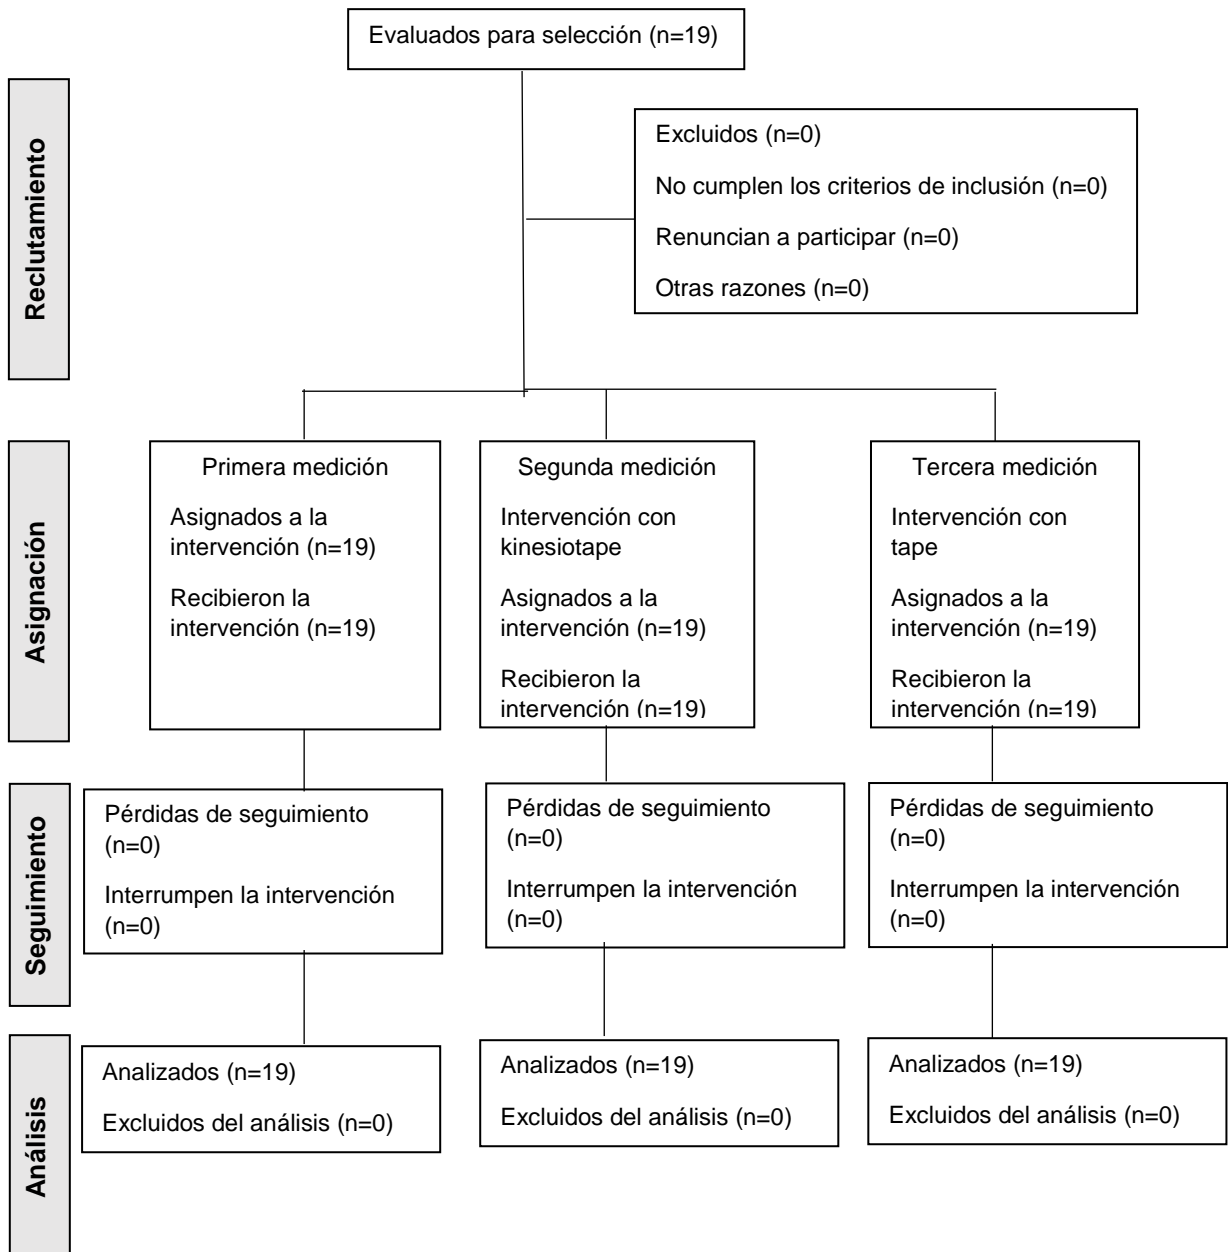 Evaluados para selección (n=19)
Reclutamiento
Excluidos (n=0)
No cumplen los criterios de inclusión (n=0)
Renuncian a participar (n=0)
Otras razones (n=0)
Asignación
Primera medición
Asignados a la
intervención (n=19)
Recibieron la
intervención (n=19)
Segunda medición
Intervención con
kinesiotape
Asignados a la
intervención (n=19)
Recibieron la
intervención (n=19)
Tercera medición
Intervención con
tape
Asignados a la
intervención (n=19)
Recibieron la
intervención (n=19)
Seguimiento
Pérdidas de seguimiento
(n=0)
Interrumpen la intervención
(n=0)
Pérdidas de seguimiento
(n=0)
Interrumpen la intervención
(n=0)
Pérdidas de seguimiento
(n=0)
Interrumpen la intervención
(n=0)
Análisis
Analizados (n=19)
Excluidos del análisis (n=0)
Analizados (n=19)
Excluidos del análisis (n=0)
Analizados (n=19)
Excluidos del análisis (n=0)